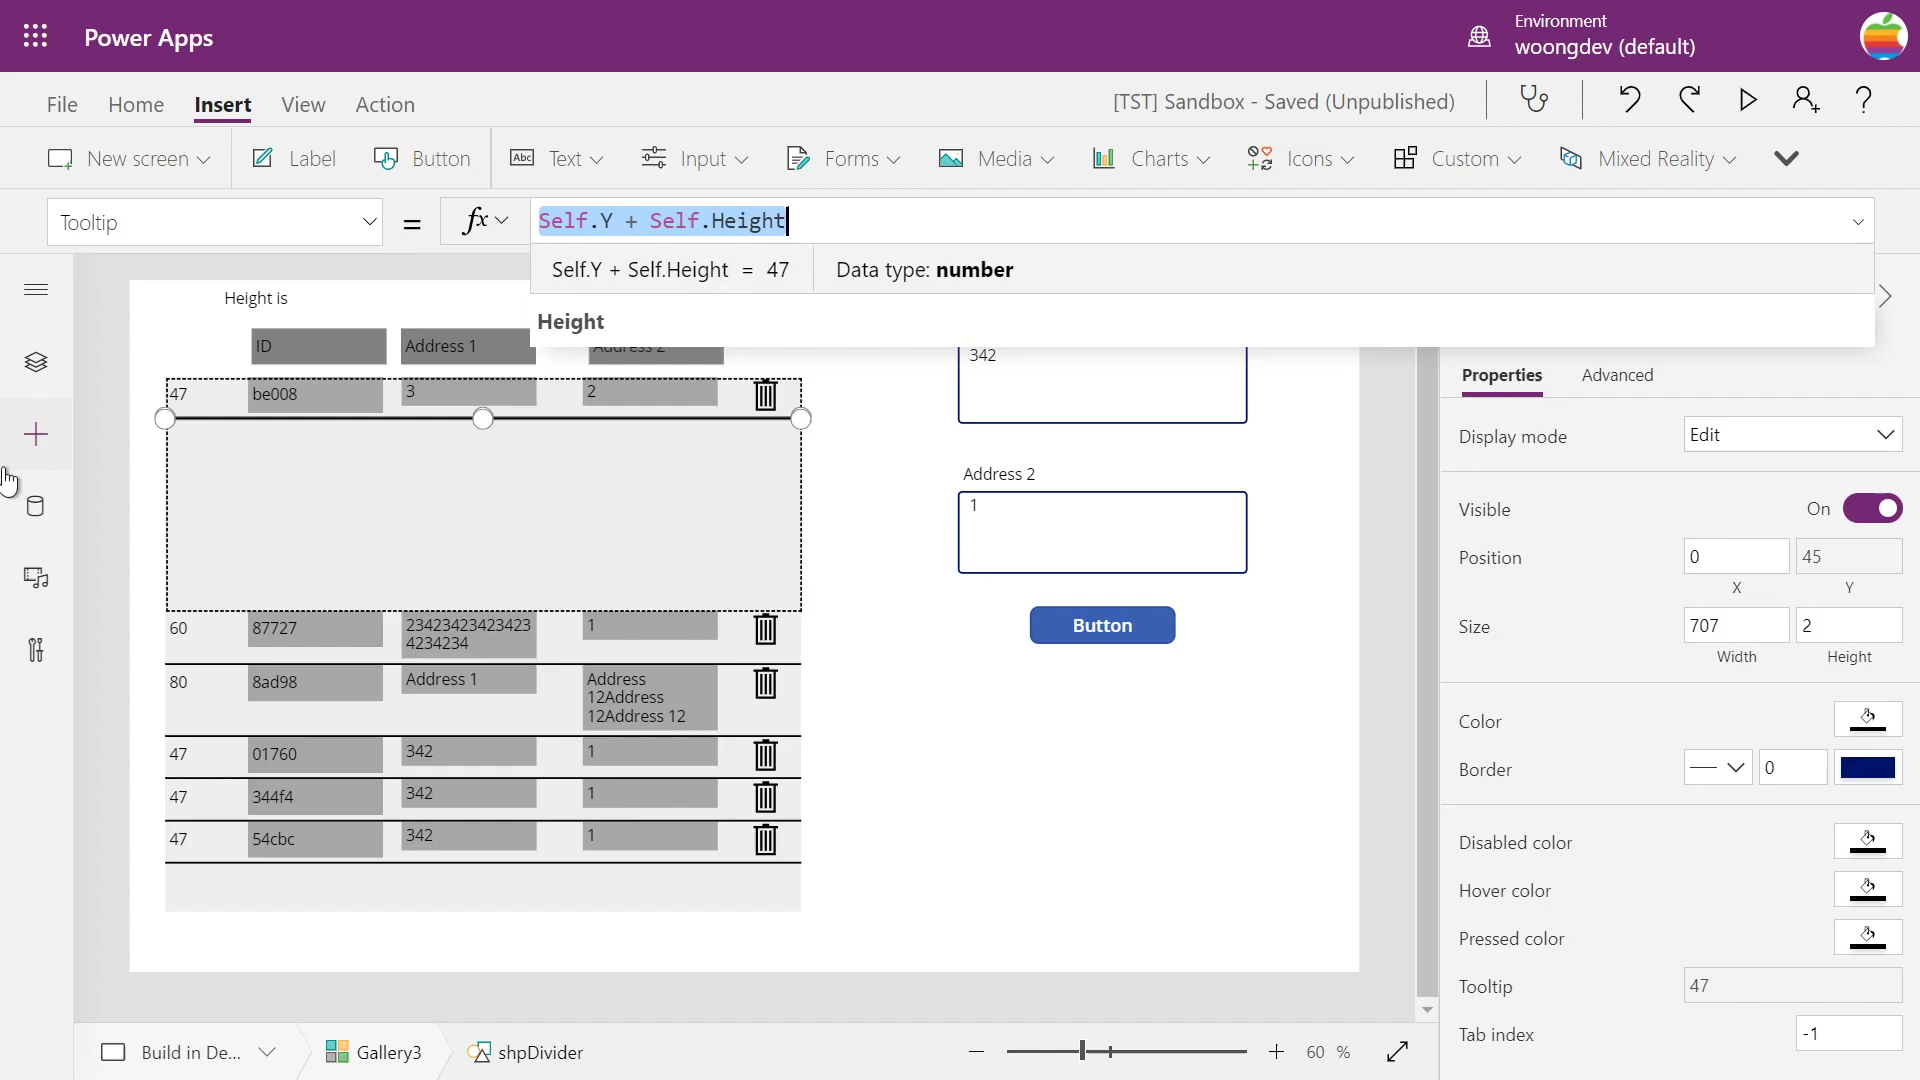 Power Apps
Environment
woongdev (default)
File Home Insert View Action
[TST] Sandbox - Saved (Unpublished)
New screen Label Button Abc Text Input Forms Media Charts Icons Custom Mixed Reality
Tooltip = fx Self.Y + Self.Height
Self.Y + Self.Height = 47 Data type: number
Height
Height is
ID Address 1 Address 2
47 be008 3 2
60 87727 23423423423423
4234234 1
80 8ad98 Address 1 Address
12Address
12Address 12
47 01760 342 1
47 344f4 342 1
47 54cbc 342 1
342
Address 2
1
Button
Properties Advanced
Display mode Edit
Visible On
Position 0 45
X Y
Size 707 2
Width Height
Color
Border 0
Disabled color
Hover color
Pressed color
Tooltip 47
Tab index -1
Build in De... Gallery3 shpDivider
60 %